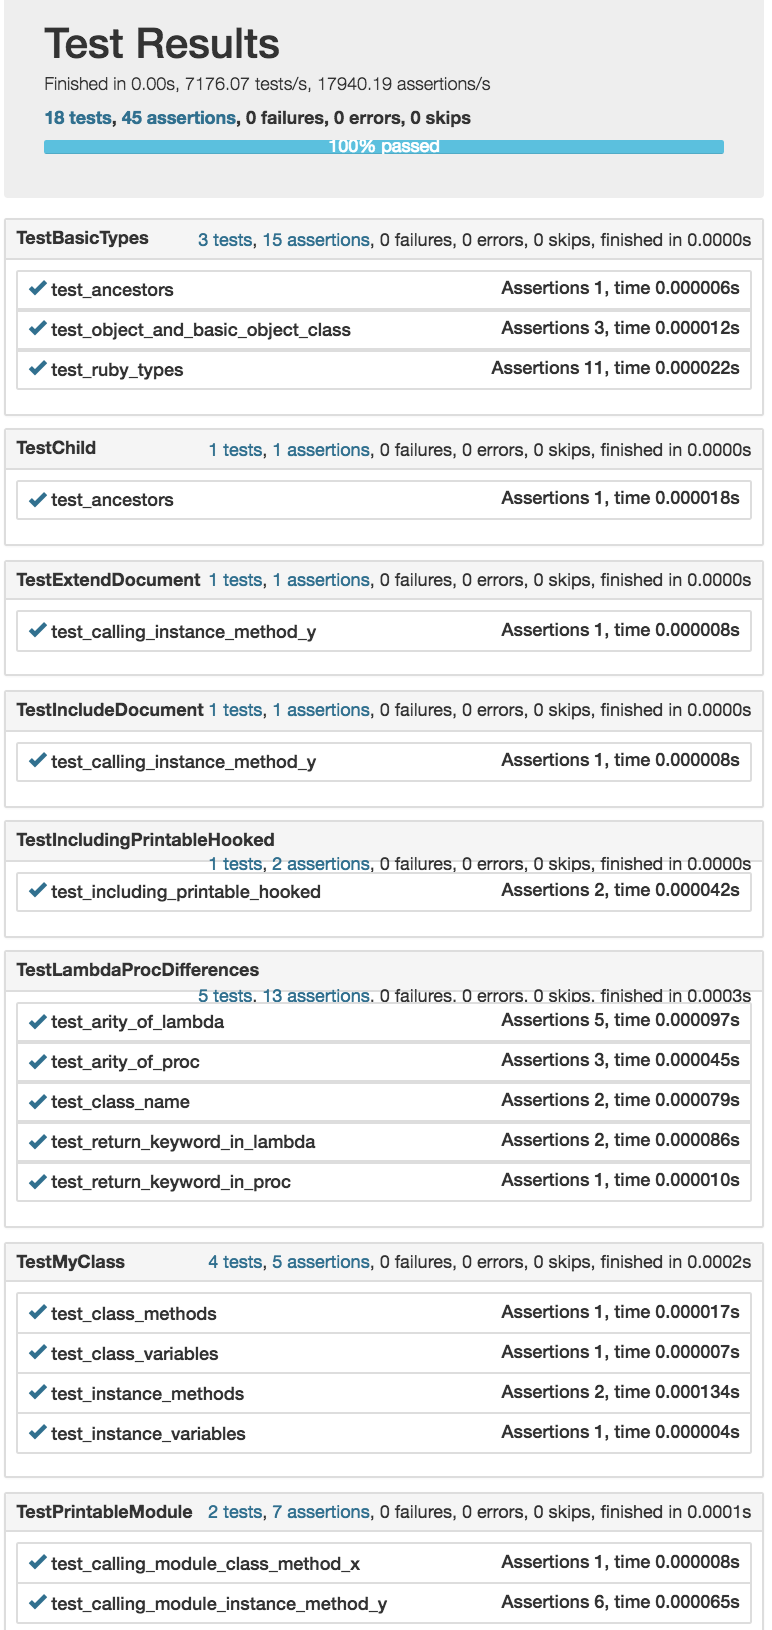 Test Results
Finished in 0.00s, 7176.07 tests/s, 17940.19 assertions/s
18 tests, 45 assertions, 0 failures, 0 errors, 0 skips
100% passed
TestBasicTypes 3 tests, 15 assertions, 0 failures, 0 errors, 0 skips, finished in 0.0000s
test_ancestors Assertions 1, time 0.000006s
test_object_and_basic_object_class Assertions 3, time 0.000012s
test_ruby_types Assertions 11, time 0.000022s
TestChild 1 tests, 1 assertions, 0 failures, 0 errors, 0 skips, finished in 0.0000s
test_ancestors Assertions 1, time 0.000018s
TestExtendDocument 1 tests, 1 assertions, 0 failures, 0 errors, 0 skips, finished in 0.0000s
test_calling_instance_method_y Assertions 1, time 0.000008s
TestIncludeDocument 1 tests, 1 assertions, 0 failures, 0 errors, 0 skips, finished in 0.0000s
test_calling_instance_method_y Assertions 1, time 0.000008s
TestIncludingPrintableHooked
1 tests, 2 assertions, 0 failures, 0 errors, 0 skips, finished in 0.0000s
test_including_printable_hooked Assertions 2, time 0.000042s
TestLambdaProcDifferences
5 tests, 13 assertions, 0 failures, 0 errors, 0 skips, finished in 0.0003s
test_arity_of_lambda Assertions 5, time 0.000097s
test_arity_of_proc Assertions 3, time 0.000045s
test_class_name Assertions 2, time 0.000079s
test_return_keyword_in_lambda Assertions 2, time 0.000086s
test_return_keyword_in_proc Assertions 1, time 0.000010s
TestMyClass 4 tests, 5 assertions, 0 failures, 0 errors, 0 skips, finished in 0.0002s
test_class_methods Assertions 1, time 0.000017s
test_class_variables Assertions 1, time 0.000007s
test_instance_methods Assertions 2, time 0.000134s
test_instance_variables Assertions 1, time 0.000004s
TestPrintableModule 2 tests, 7 assertions, 0 failures, 0 errors, 0 skips, finished in 0.0001s
test_calling_module_class_method_x Assertions 1, time 0.000008s
test_calling_module_instance_method_y Assertions 6, time 0.000065s